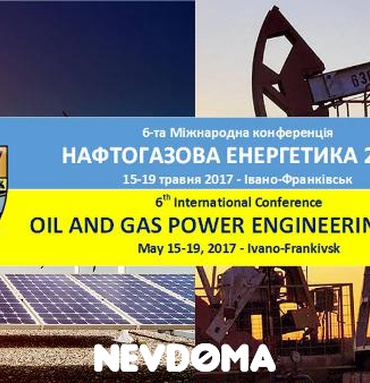 6-та Міжнародна конференція
НАФТОГАЗОВА ЕНЕРГЕТИКА 2
15-19 травня 2017 - Івано-Франківськ
6th International Conference
OIL AND GAS POWER ENGINEERIN
May 15-19, 2017 - Ivano-Frankivsk
NEVDOMA